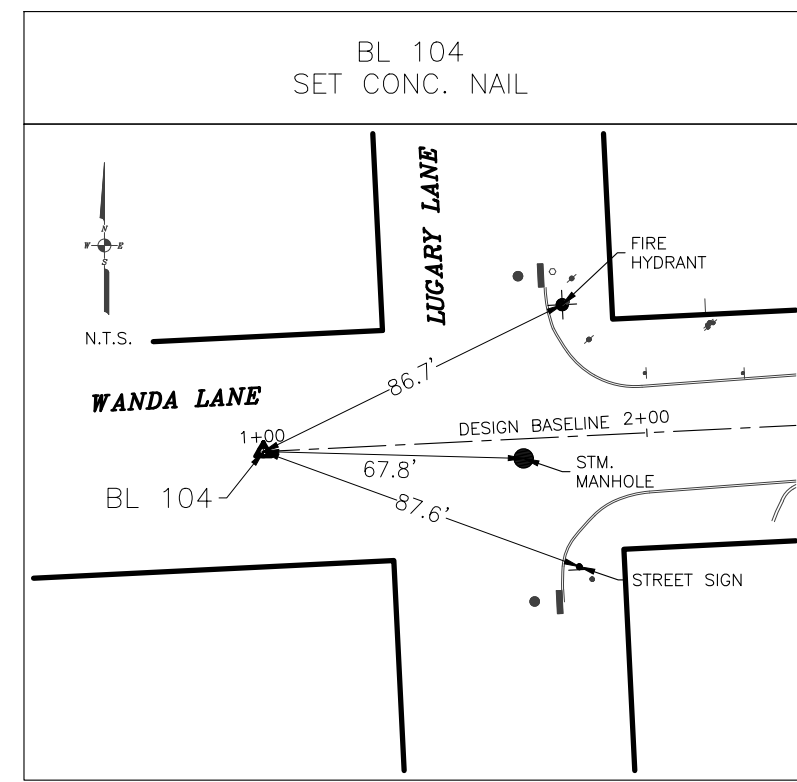 BL 104
SET CONC. NAIL
LUGARY LANE
N
W E
S
N.T.S.
FIRE
HYDRANT
86.7'
WANDA LANE
1+00
DESIGN BASELINE 2+00
67.8'
STM.
MANHOLE
BL 104
87.6'
STREET SIGN